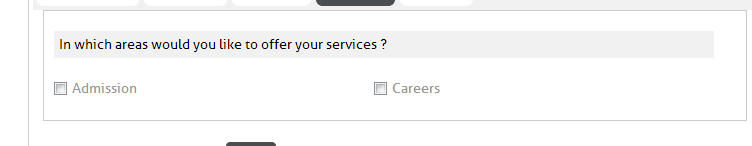 In which areas would you like to offer your services ?
Admission
Careers